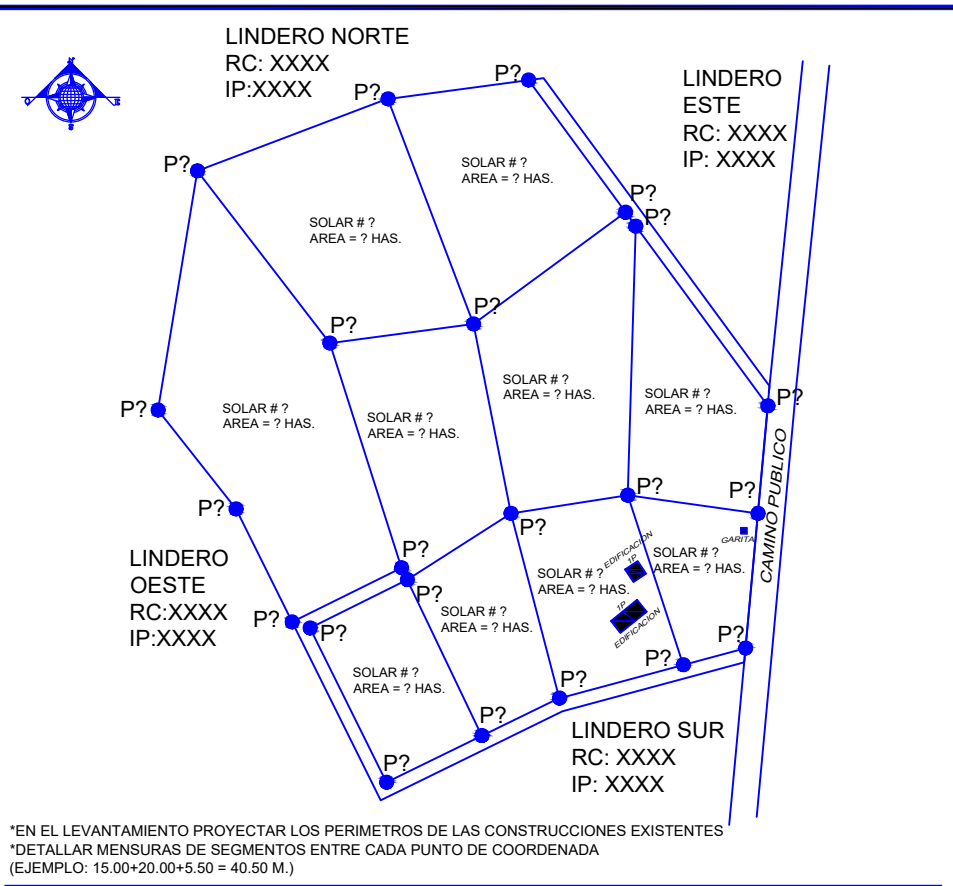 LINDERO NORTE
RC: XXXX
IP:XXXX
LINDERO
ESTE
RC: XXXX
IP: XXXX
P?
P?
P?
P?
P?
SOLAR # ?
AREA = ? HAS.
SOLAR # ?
AREA = ? HAS.
P?
P?
P?
P?
SOLAR # ?
AREA = ? HAS.
SOLAR # ?
AREA = ? HAS.
SOLAR # ?
AREA = ? HAS.
SOLAR # ?
AREA = ? HAS.
P?
P?
P?
P?
P?
CAMINO PUBLICO
GARITA
LINDERO
OESTE
RC:XXXX
IP:XXXX
P?
P?
P?
P?
SOLAR # ?
AREA = ? HAS.
SOLAR # ?
AREA = ? HAS.
SOLAR # ?
AREA = ? HAS.
EDIFICACION
1P
1P
EDIFICACION
SOLAR # ?
AREA = ? HAS.
P?
P?
P?
P?
P?
LINDERO SUR
RC: XXXX
IP: XXXX
*EN EL LEVANTAMIENTO PROYECTAR LOS PERIMETROS DE LAS CONSTRUCCIONES EXISTENTES
*DETALLAR MENSURAS DE SEGMENTOS ENTRE CADA PUNTO DE COORDENADA
(EJEMPLO: 15.00+20.00+5.50 = 40.50 M.)